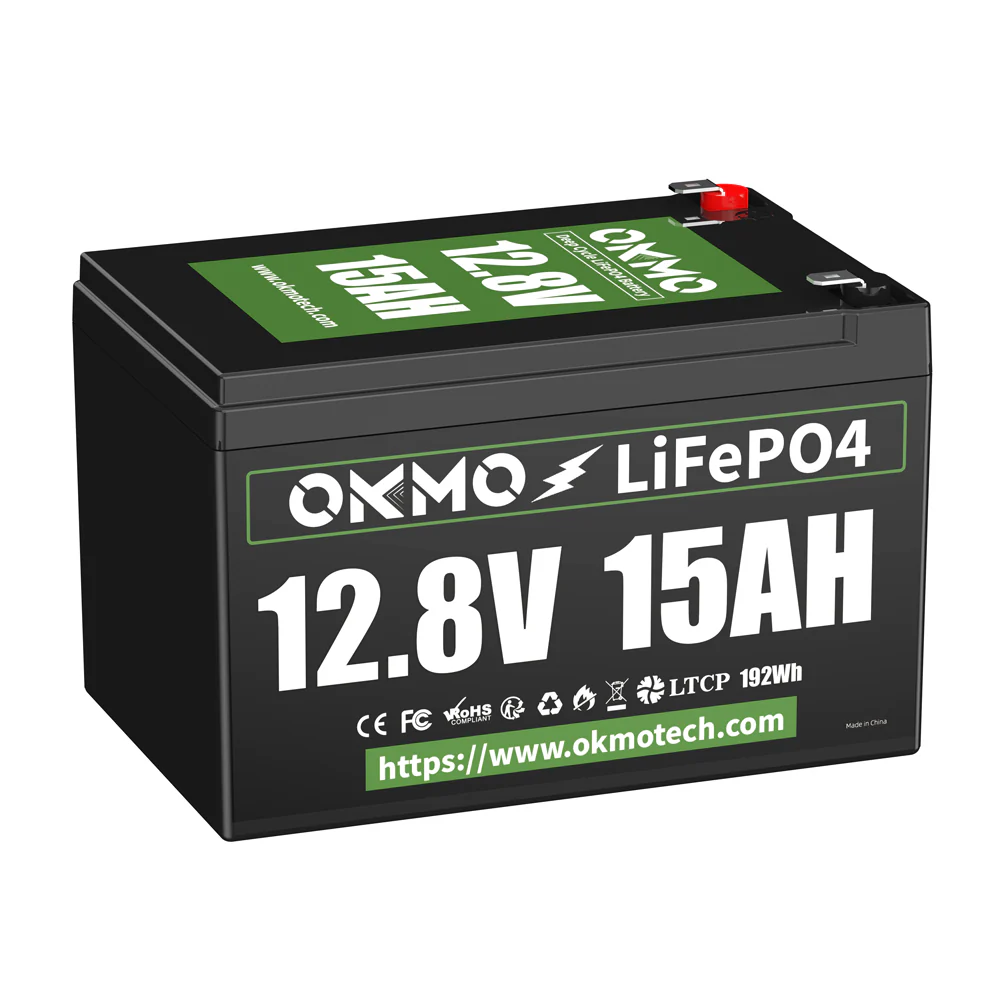 OKMO
Deep Cycle LiFePO4 Battery
12.8V
15AH
www.okmotech.com
OKMO LiFePO4
12.8V 15AH
CE FC RoHS COMPLIANT LTCP 192Wh
https://www.okmotech.com
Made in China